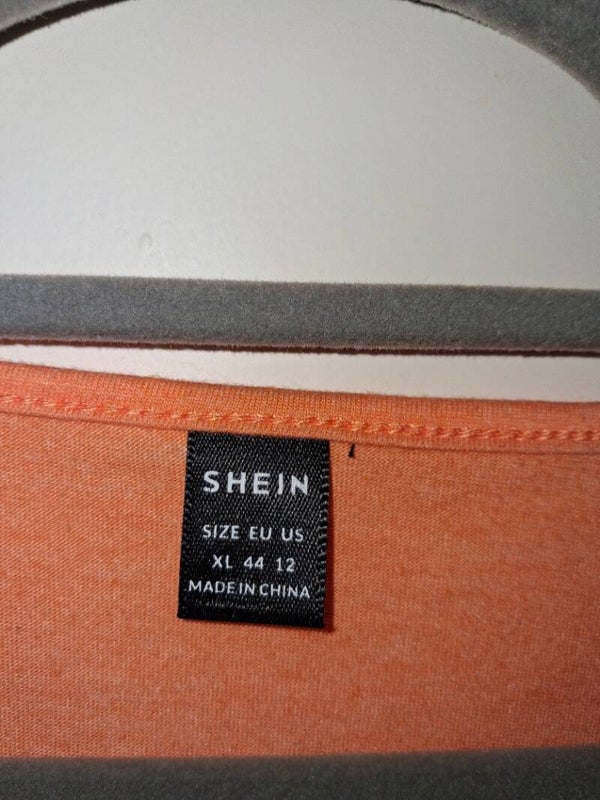 SHEIN
SIZE EU US
XL 44 12
MADE IN CHINA